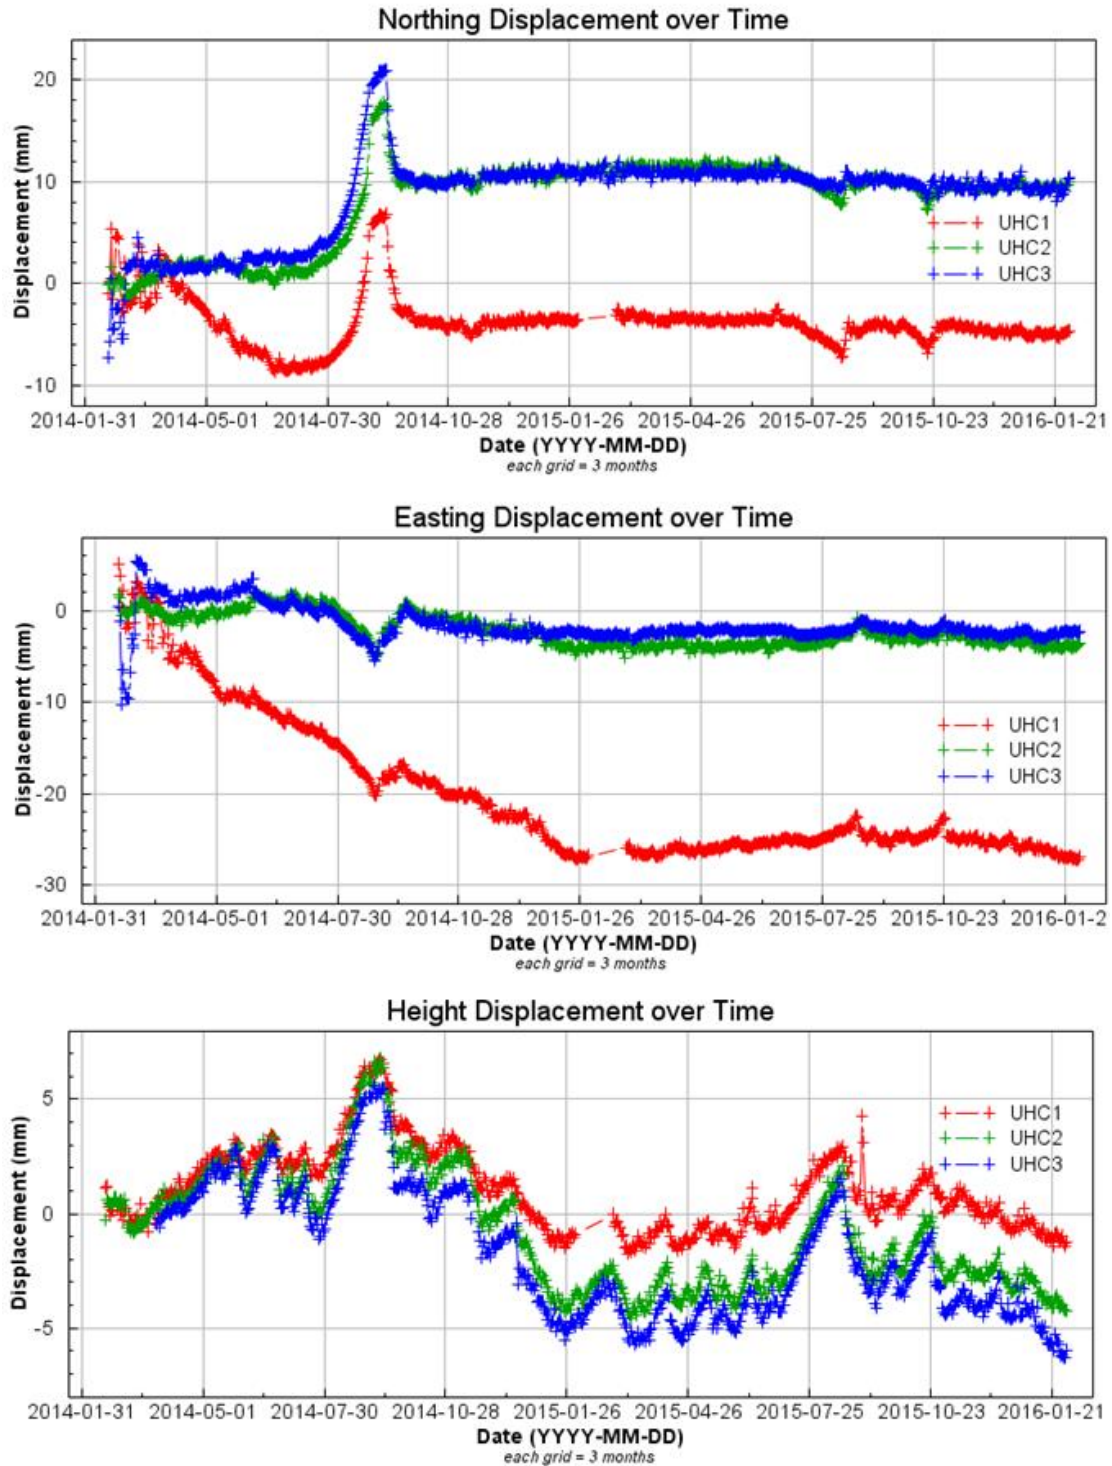 Northing Displacement over Time
Displacement (mm)
20
10
0
-10
UHC1
UHC2
UHC3
2014-01-31 2014-05-01 2014-07-30 2014-10-28 2015-01-26 2015-04-26 2015-07-25 2015-10-23 2016-01-21
Date (YYYY-MM-DD)
each grid = 3 months
Easting Displacement over Time
Displacement (mm)
0
-10
-20
-30
UHC1
UHC2
UHC3
2014-01-31 2014-05-01 2014-07-30 2014-10-28 2015-01-26 2015-04-26 2015-07-25 2015-10-23 2016-01-2
Date (YYYY-MM-DD)
each grid = 3 months
Height Displacement over Time
Displacement (mm)
5
0
-5
UHC1
UHC2
UHC3
2014-01-31 2014-05-01 2014-07-30 2014-10-28 2015-01-26 2015-04-26 2015-07-25 2015-10-23 2016-01-21
Date (YYYY-MM-DD)
each grid = 3 months